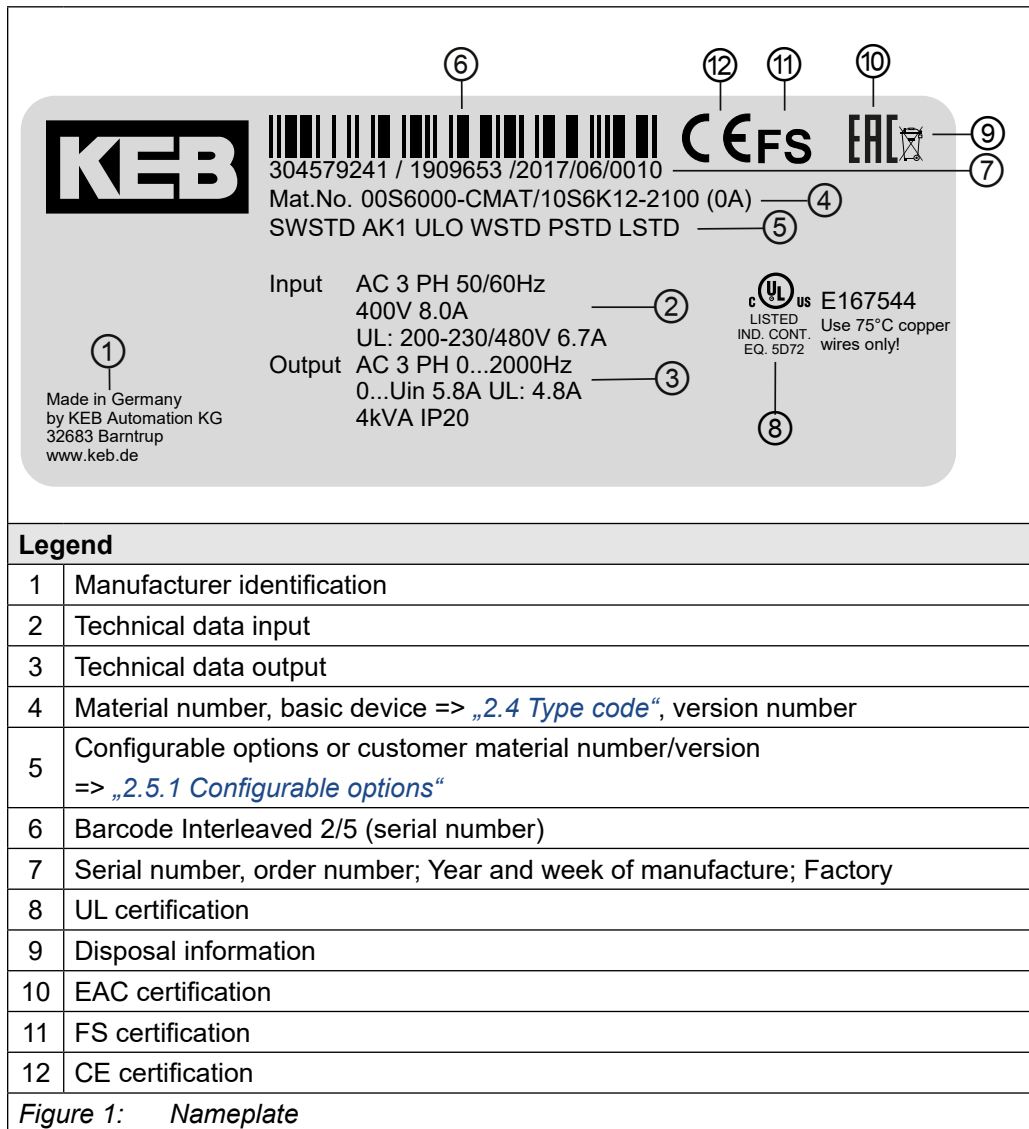 ⑥
⑫ ⑪ ⑩
KEB
CE FS EAC ⑨
304579241 / 1909653 /2017/06/0010 ⑦
Mat.No. 00S6000-CMAT/10S6K12-2100 (0A) ④
SWSTD AK1 ULO WSTD PSTD LSTD ⑤
Input AC 3 PH 50/60Hz
400V 8.0A ②
UL: 200-230/480V 6.7A
Output AC 3 PH 0...2000Hz
0...Uin 5.8A UL: 4.8A ③
4kVA IP20
c UL us E167544
LISTED
IND. CONT.
EQ. 5D72
Use 75°C copper
wires only!
⑧
①
Made in Germany
by KEB Automation KG
32683 Barntrup
www.keb.de
Legend
1 Manufacturer identification
2 Technical data input
3 Technical data output
4 Material number, basic device => „2.4 Type code“, version number
5 Configurable options or customer material number/version
=> „2.5.1 Configurable options“
6 Barcode Interleaved 2/5 (serial number)
7 Serial number, order number; Year and week of manufacture; Factory
8 UL certification
9 Disposal information
10 EAC certification
11 FS certification
12 CE certification
Figure 1: Nameplate